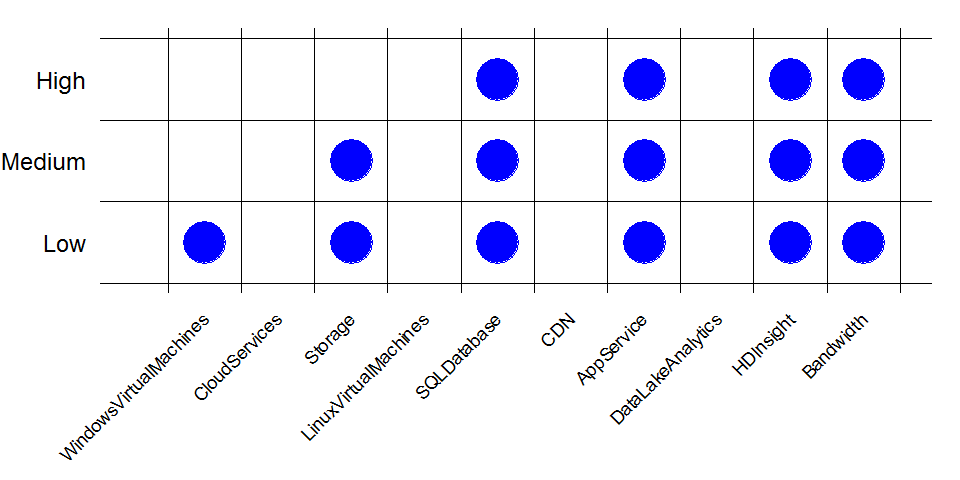 High
Medium
Low
WindowsVirtualMachines
CloudServices
Storage
LinuxVirtualMachines
SQLDatabase
CDN
AppService
DataLakeAnalytics
HDInsight
Bandwidth